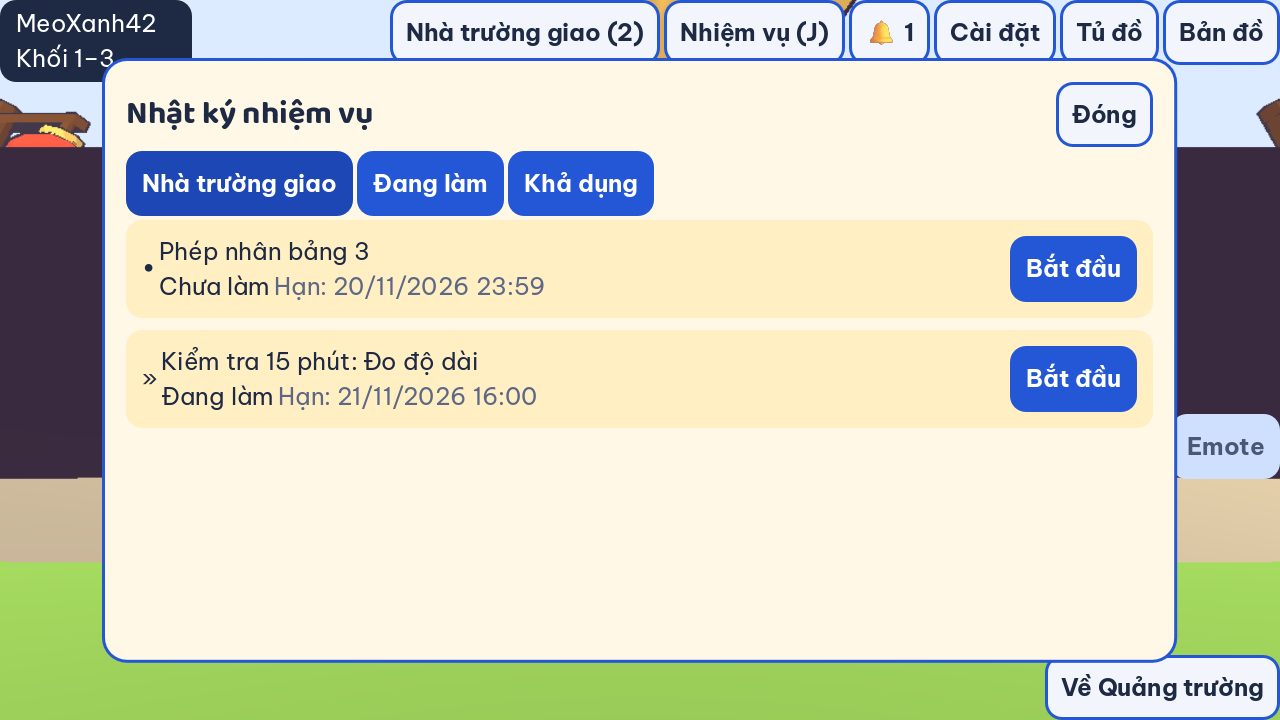 MeoXanh42
Khối 1–3
Nhà trường giao (2)
Nhiệm vụ (J)
🔔 1
Cài đặt
Tủ đồ
Bản đồ
Nhật ký nhiệm vụ
Đóng
Nhà trường giao
Đang làm
Khả dụng
• Phép nhân bảng 3
Chưa làm Hạn: 20/11/2026 23:59
Bắt đầu
» Kiểm tra 15 phút: Đo độ dài
Đang làm Hạn: 21/11/2026 16:00
Bắt đầu
Emote
Về Quảng trường